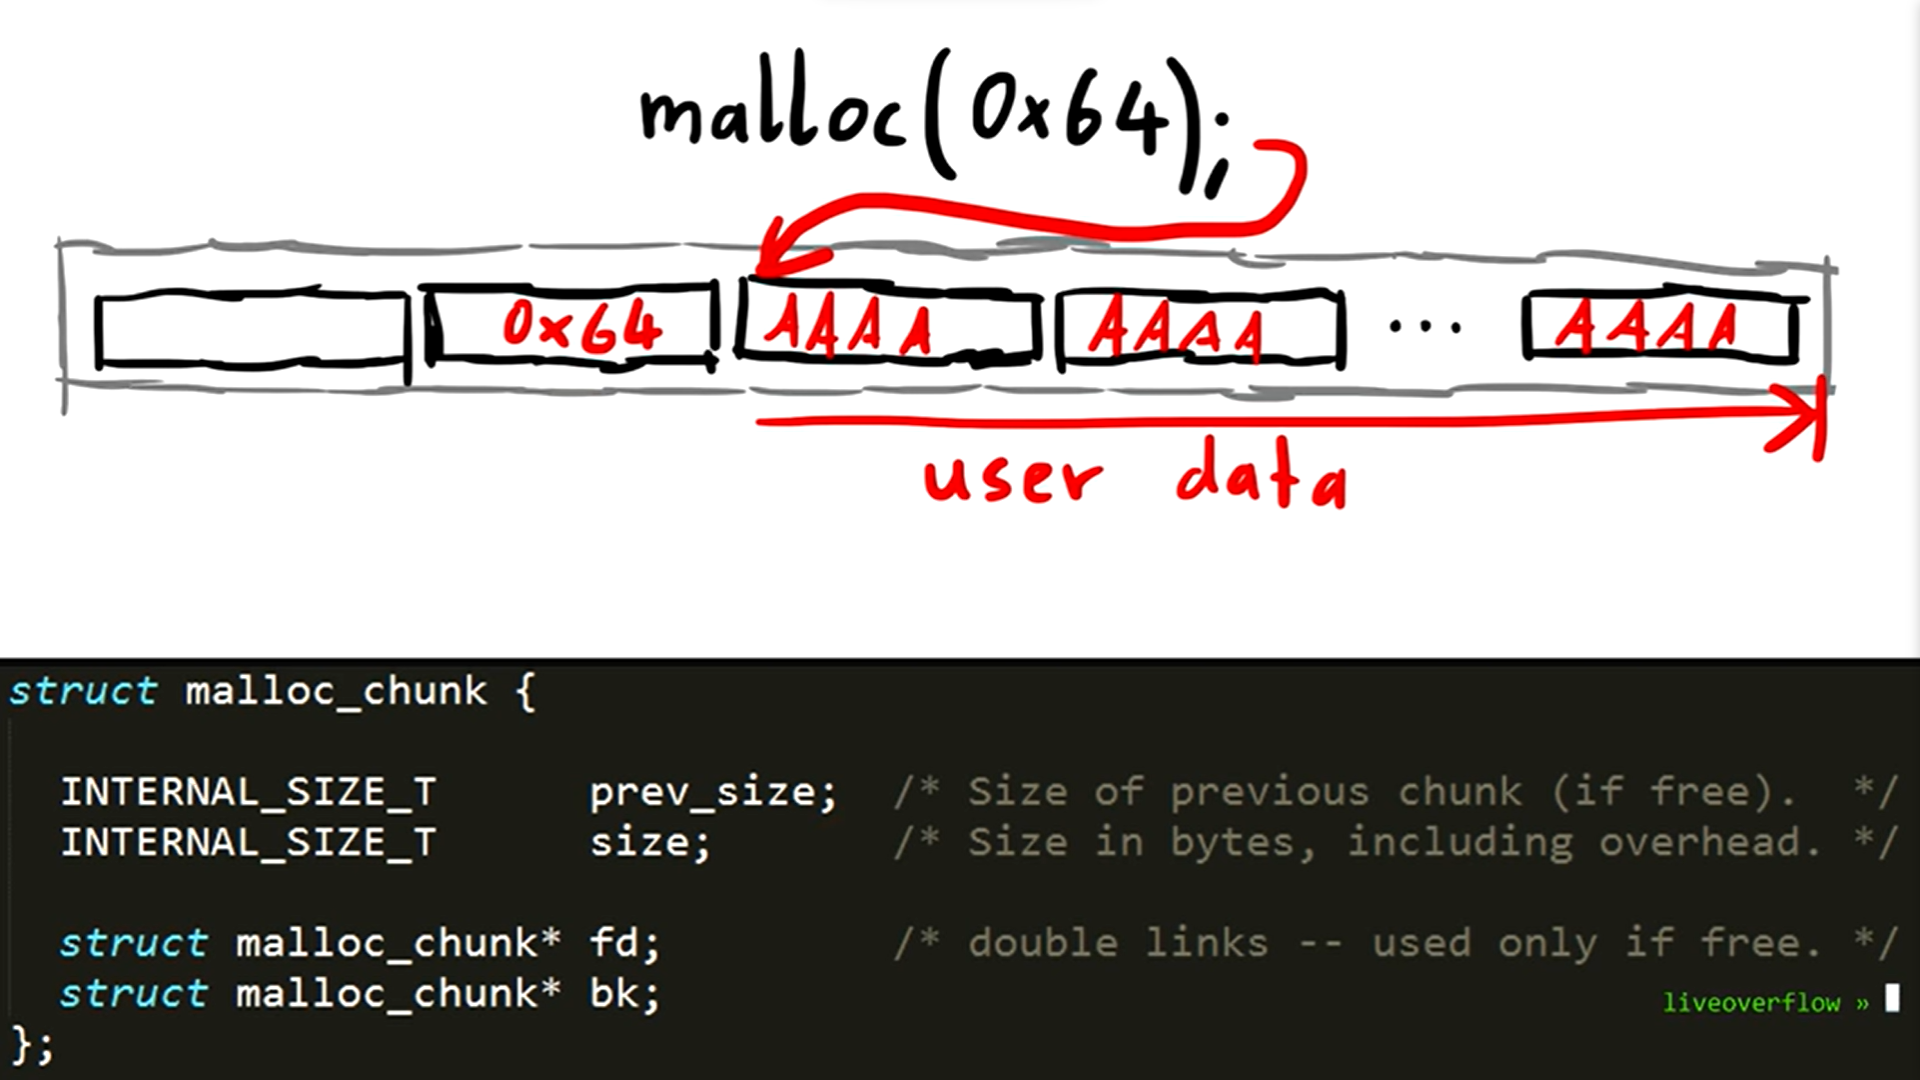 malloc(0x64);
0x64 AAAA AAAA ... AAAA
user data
struct malloc_chunk {
INTERNAL_SIZE_T prev_size; /* Size of previous chunk (if free). */
INTERNAL_SIZE_T size; /* Size in bytes, including overhead. */
struct malloc_chunk* fd; /* double links -- used only if free. */
struct malloc_chunk* bk;
liveoverflow »
};